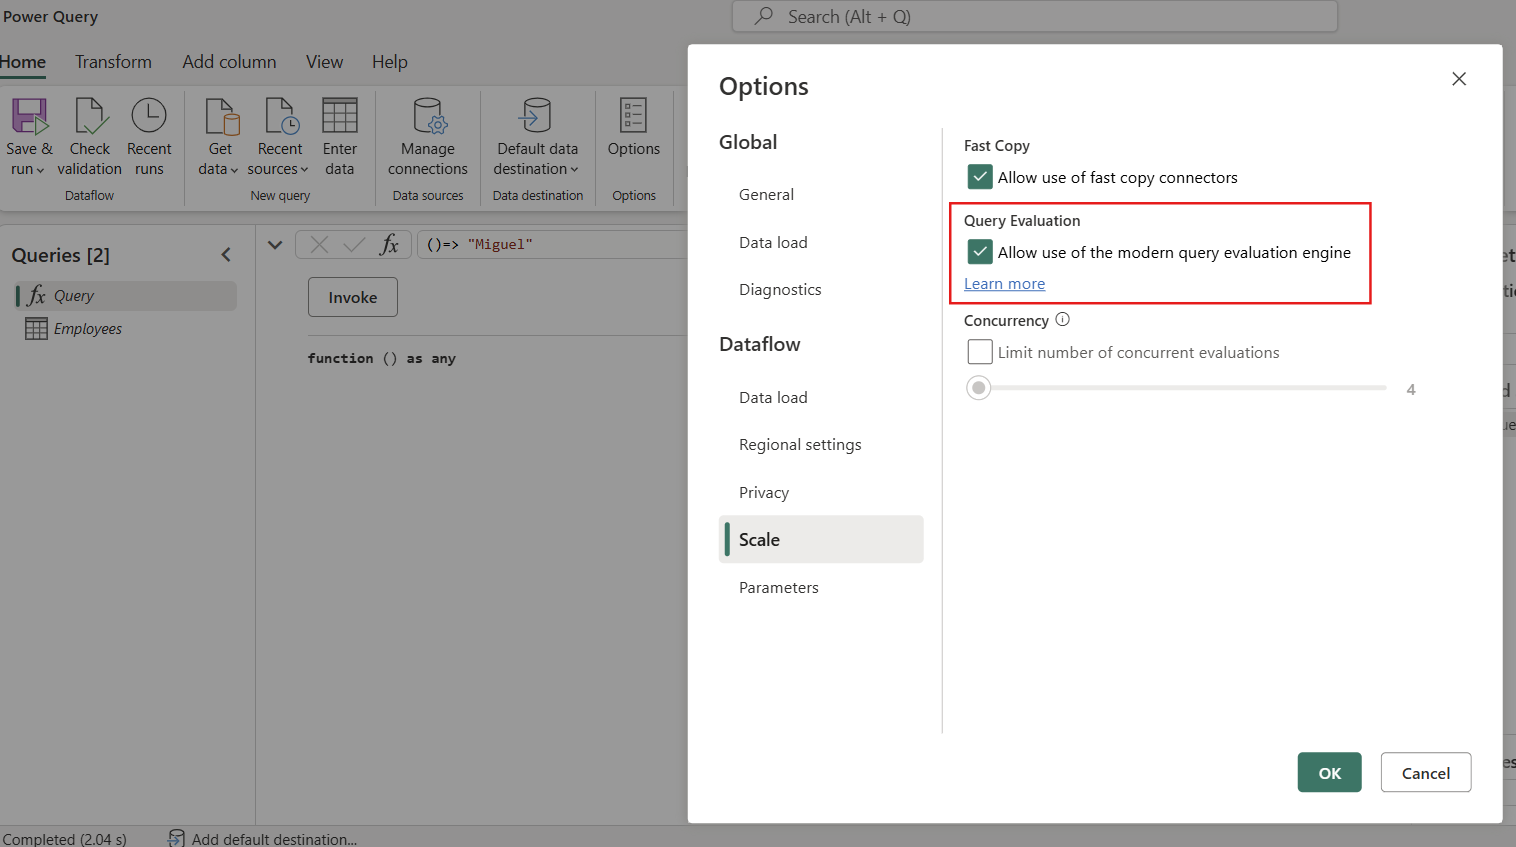 Power Query
Search (Alt + Q)
Home Transform Add column View Help
Save & run
Check validation
Recent runs
Dataflow
Get data
Recent sources
Enter data
New query
Manage connections
Data sources
Default data destination
Data destination
Options
Options
Queries [2]
Query
Employees
fx ()=> "Miguel"
Invoke
function () as any
Completed (2.04 s)
Add default destination...
Options
Global
General
Data load
Diagnostics
Dataflow
Data load
Regional settings
Privacy
Scale
Parameters
Fast Copy
Allow use of fast copy connectors
Query Evaluation
Allow use of the modern query evaluation engine
Learn more
Concurrency
Limit number of concurrent evaluations
4
OK
Cancel